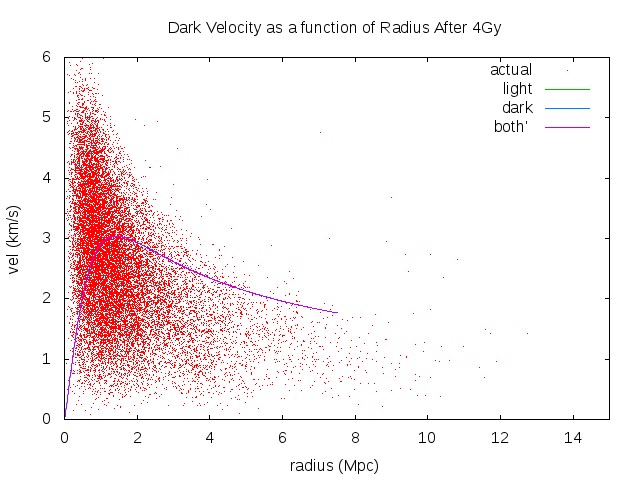 Dark Velocity as a function of Radius After 4Gy
actual
light
dark
both'
6
5
4
3
2
1
0
vel (km/s)
0 2 4 6 8 10 12 14
radius (Mpc)